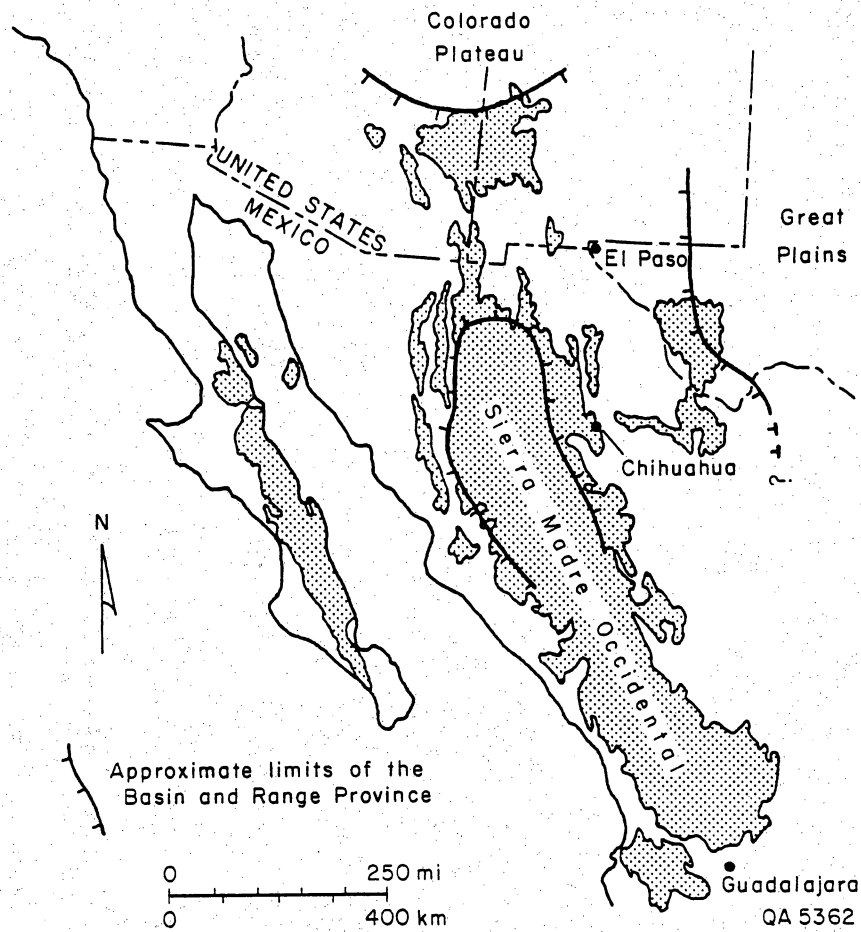 Colorado
Plateau
UNITED STATES
MEXICO
Great
Plains
El Paso
Sierra Madre Occidental
Chihuahua
?
N
Approximate limits of the
Basin and Range Province
0 250 mi
0 400 km
Guadalajara
QA 5362